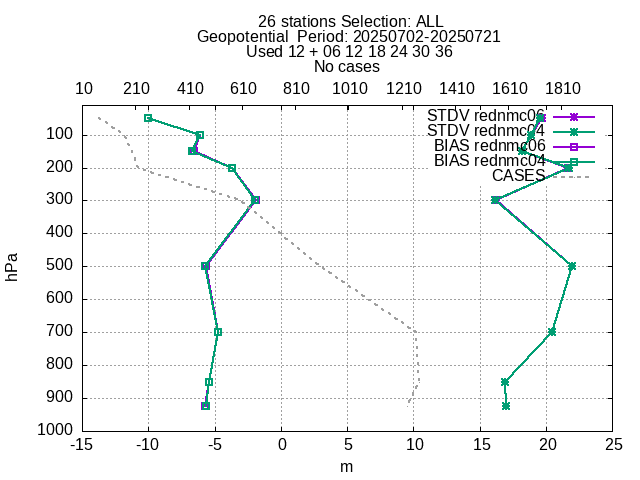 26 stations Selection: ALL
Geopotential  Period: 20250702-20250721
Used 12 + 06 12 18 24 30 36
No cases
10 210 410 610 810 1010 1210 1410 1610 1810
STDV rednmc06
STDV rednmc04
BIAS rednmc06
BIAS rednmc04
CASES
100
200
300
400
500
600
700
800
900
1000
hPa
-15 -10 -5 0 5 10 15 20 25
m